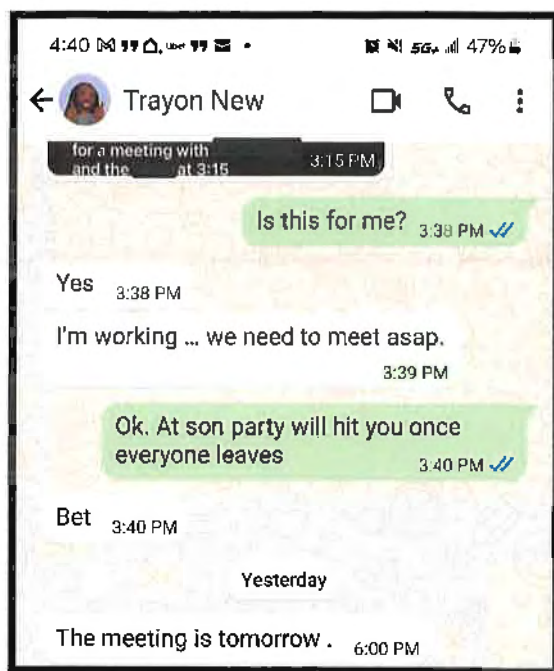 4:40
5G+ 47%
Trayon New
for a meeting with
and the at 3:15
3:15 PM
Is this for me? 3:38 PM
Yes 3:38 PM
I'm working ... we need to meet asap.
3:39 PM
Ok. At son party will hit you once
everyone leaves
3:40 PM
Bet 3:40 PM
Yesterday
The meeting is tomorrow . 6:00 PM